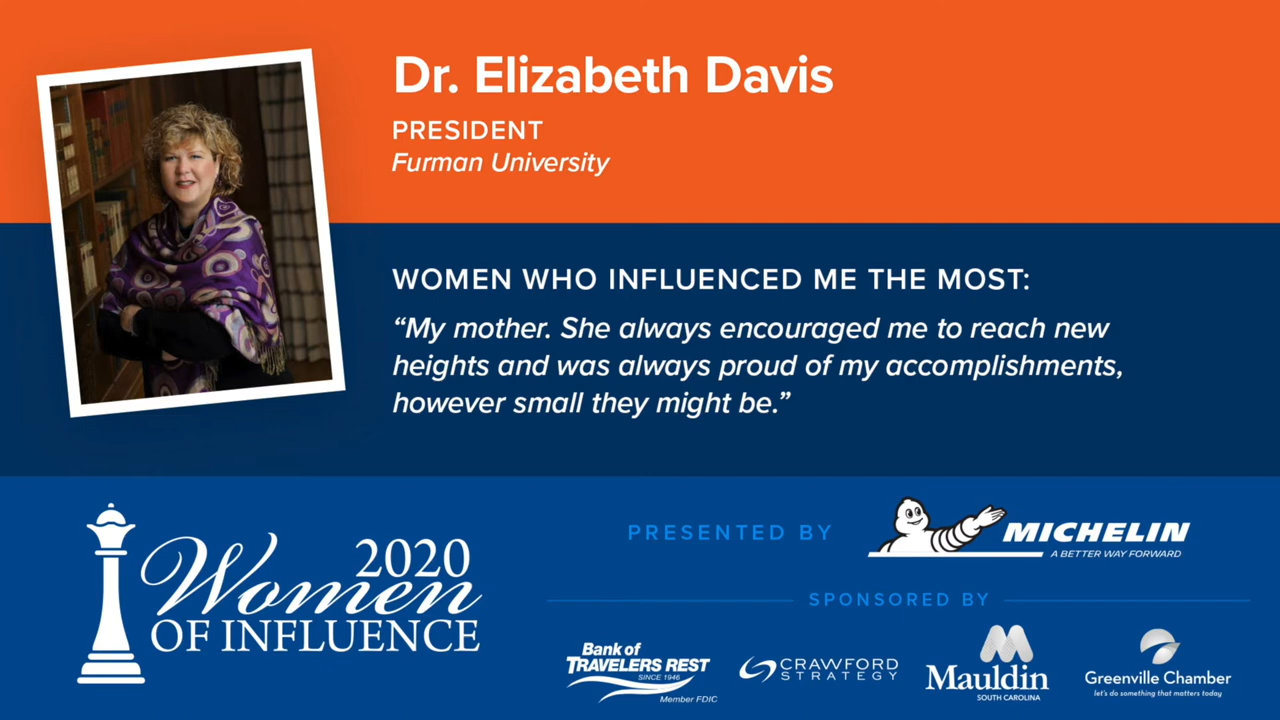 Dr. Elizabeth Davis
PRESIDENT
Furman University
WOMEN WHO INFLUENCED ME THE MOST:
“My mother. She always encouraged me to reach new
heights and was always proud of my accomplishments,
however small they might be.”
2020
Women
OF INFLUENCE
PRESENTED BY
MICHELIN
A BETTER WAY FORWARD
SPONSORED BY
Bank of
TRAVELERS REST
SINCE 1946
Member FDIC
CRAWFORD
STRATEGY
Mauldin
SOUTH CAROLINA
Greenville Chamber
let's do something that matters today